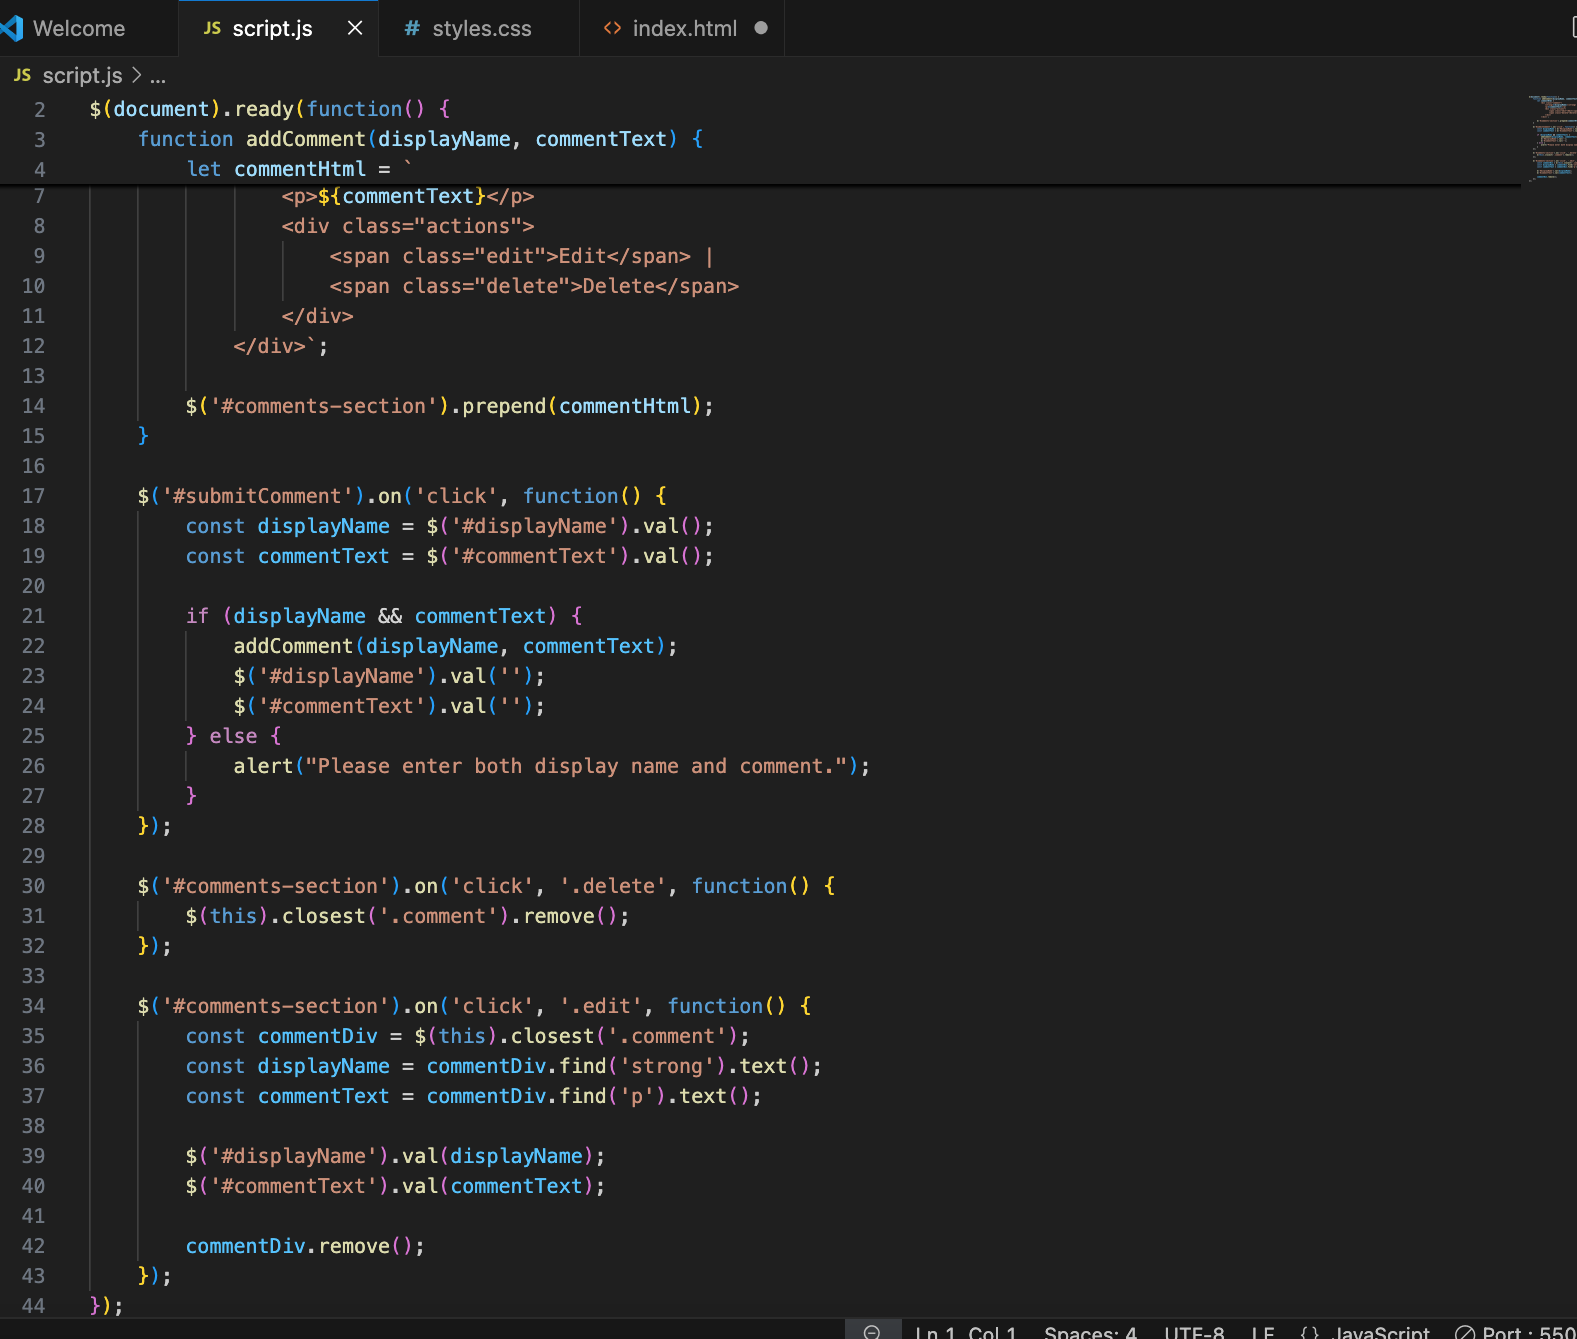 Welcome
JS script.js
# styles.css
<> index.html
JS script.js > ...
2 $(document).ready(function() {
3 function addComment(displayName, commentText) {
4 let commentHtml = `
7 <p>${commentText}</p>
8 <div class="actions">
9 <span class="edit">Edit</span> |
10 <span class="delete">Delete</span>
11 </div>
12 </div>`;
13
14 $('#comments-section').prepend(commentHtml);
15 }
16
17 $('#submitComment').on('click', function() {
18 const displayName = $('#displayName').val();
19 const commentText = $('#commentText').val();
20
21 if (displayName && commentText) {
22 addComment(displayName, commentText);
23 $('#displayName').val('');
24 $('#commentText').val('');
25 } else {
26 alert("Please enter both display name and comment.");
27 }
28 });
29
30 $('#comments-section').on('click', '.delete', function() {
31 $(this).closest('.comment').remove();
32 });
33
34 $('#comments-section').on('click', '.edit', function() {
35 const commentDiv = $(this).closest('.comment');
36 const displayName = commentDiv.find('strong').text();
37 const commentText = commentDiv.find('p').text();
38
39 $('#displayName').val(displayName);
40 $('#commentText').val(commentText);
41
42 commentDiv.remove();
43 });
44 });
Ln 1, Col 1 Spaces: 4 UTF-8 LF {} JavaScript Port : 550